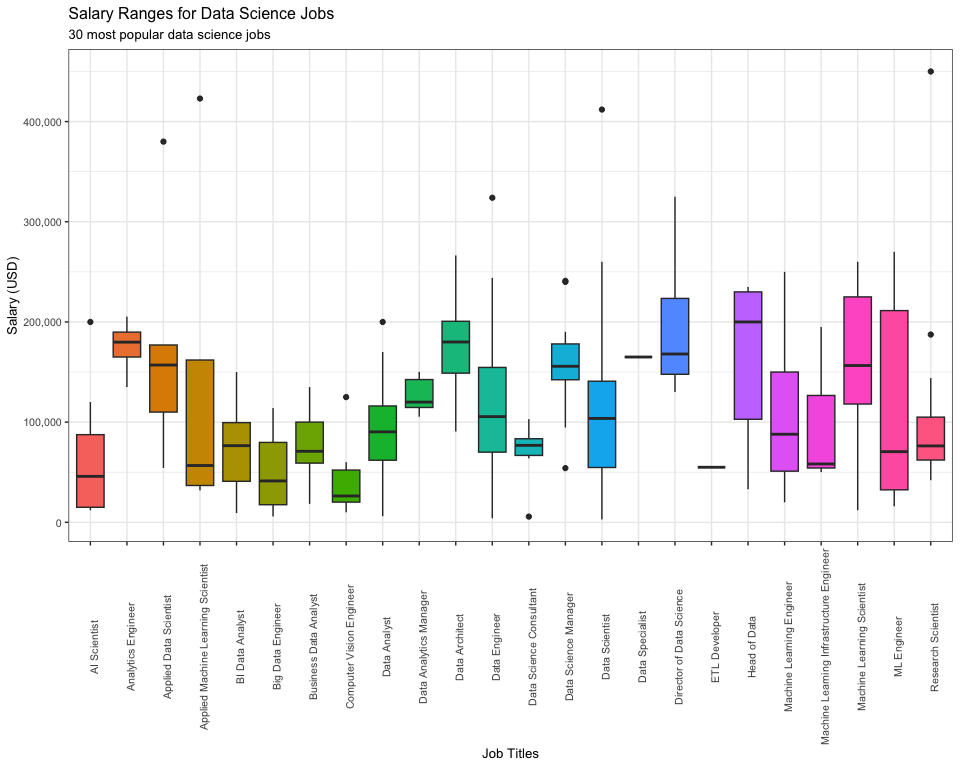 Salary Ranges for Data Science Jobs
30 most popular data science jobs
Salary (USD)
400,000
300,000
200,000
100,000
0
AI Scientist
Analytics Engineer
Applied Data Scientist
Applied Machine Learning Scientist
BI Data Analyst
Big Data Engineer
Business Data Analyst
Computer Vision Engineer
Data Analyst
Data Analytics Manager
Data Architect
Data Engineer
Data Science Consultant
Data Science Manager
Data Scientist
Data Specialist
Director of Data Science
ETL Developer
Head of Data
Machine Learning Engineer
Machine Learning Infrastructure Engineer
Machine Learning Scientist
ML Engineer
Research Scientist
Job Titles